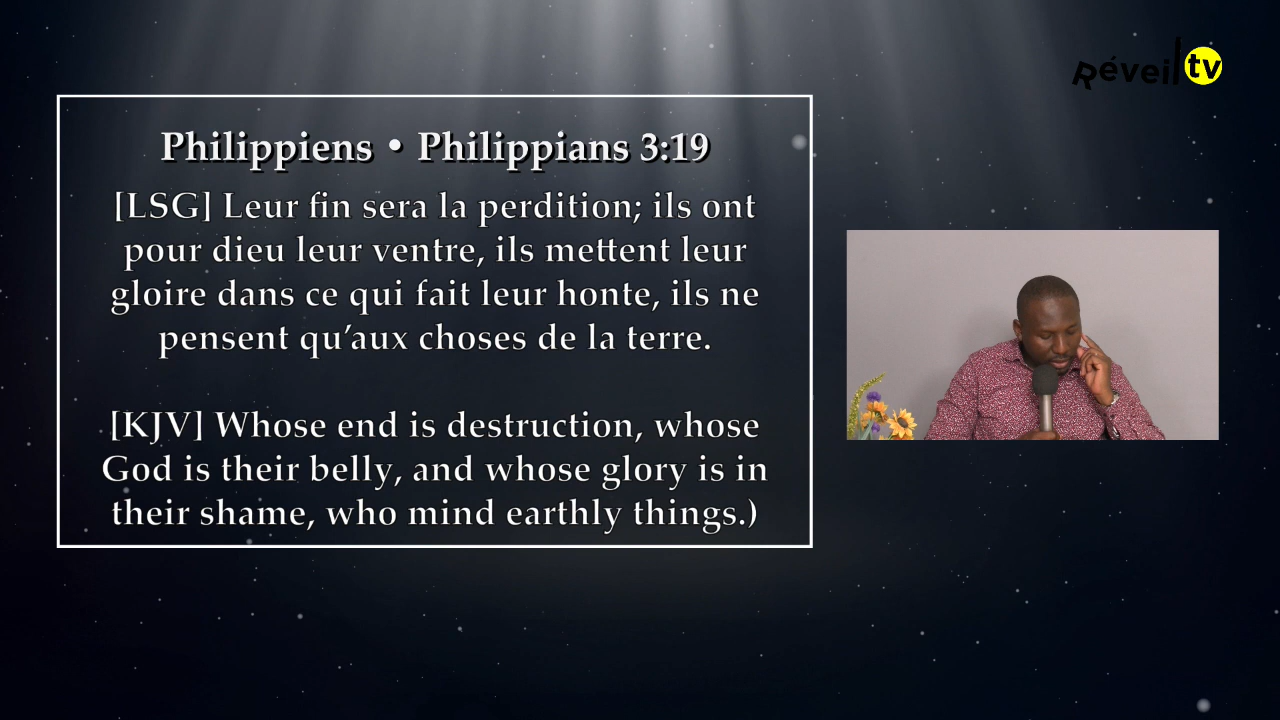 Réveil tv
Philippiens • Philippians 3:19
[LSG] Leur fin sera la perdition; ils ont
pour dieu leur ventre, ils mettent leur
gloire dans ce qui fait leur honte, ils ne
pensent qu’aux choses de la terre.
[KJV] Whose end is destruction, whose
God is their belly, and whose glory is in
their shame, who mind earthly things.)